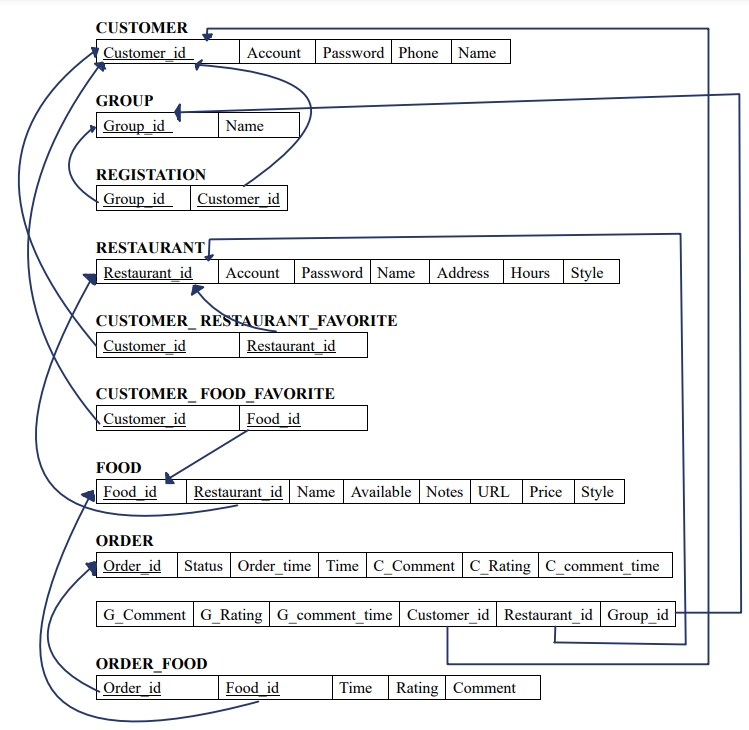 CUSTOMER
Customer_id Account Password Phone Name
GROUP
Group_id Name
REGISTATION
Group_id Customer_id
RESTAURANT
Restaurant_id Account Password Name Address Hours Style
CUSTOMER_ RESTAURANT_FAVORITE
Customer_id Restaurant_id
CUSTOMER_ FOOD_FAVORITE
Customer_id Food_id
FOOD
Food_id Restaurant_id Name Available Notes URL Price Style
ORDER
Order_id Status Order_time Time C_Comment C_Rating C_comment_time
G_Comment G_Rating G_comment_time Customer_id Restaurant_id Group_id
ORDER_FOOD
Order_id Food_id Time Rating Comment